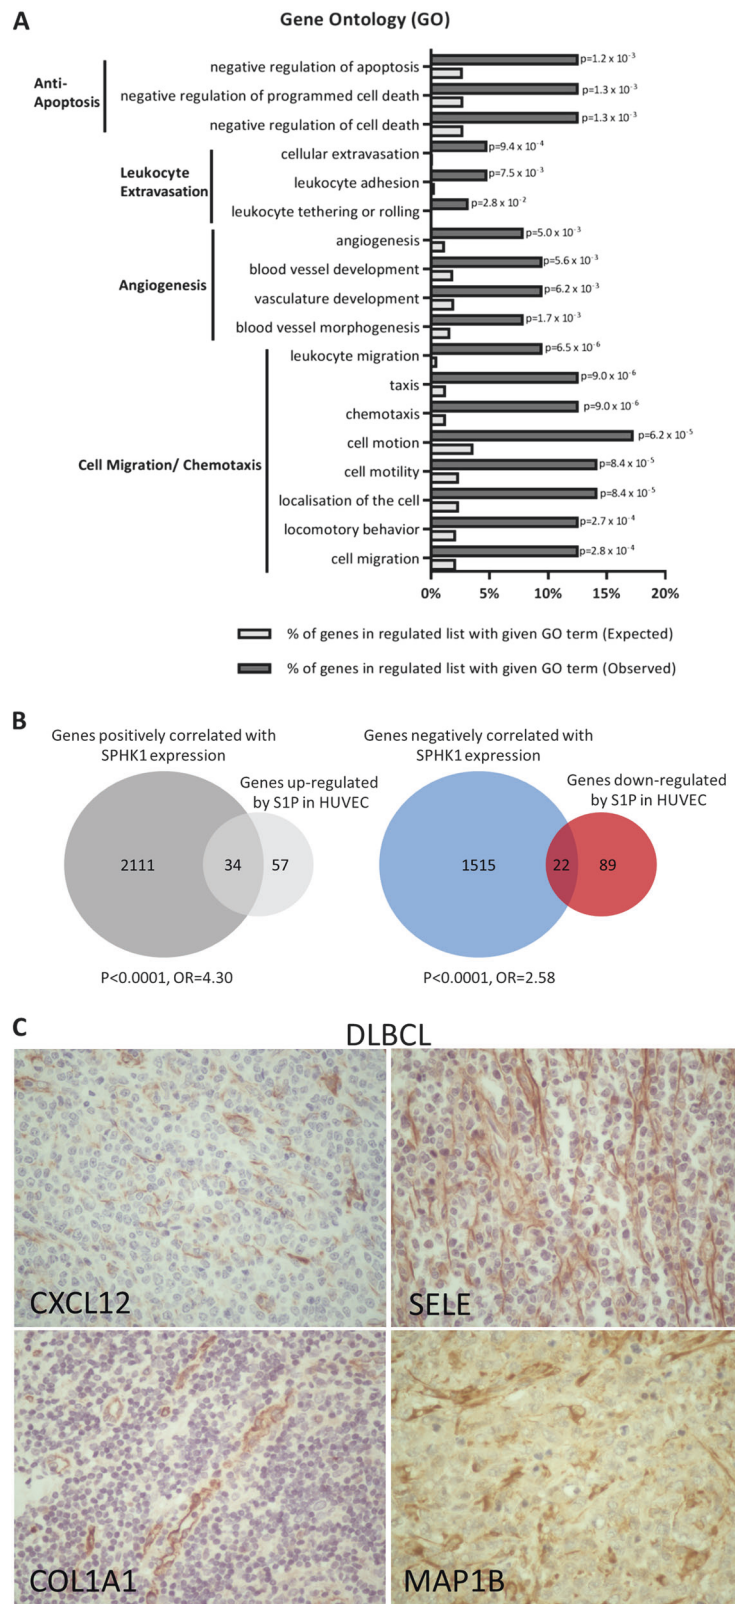 A
Gene Ontology (GO)
Anti-
Apoptosis
negative regulation of apoptosis
p=1.2 x 10⁻³
negative regulation of programmed cell death
p=1.3 x 10⁻³
negative regulation of cell death
p=1.3 x 10⁻³
Leukocyte
Extravasation
cellular extravasation
p=9.4 x 10⁻⁴
leukocyte adhesion
p=7.5 x 10⁻³
leukocyte tethering or rolling
p=2.8 x 10⁻²
Angiogenesis
angiogenesis
p=5.0 x 10⁻³
blood vessel development
p=5.6 x 10⁻³
vasculature development
p=6.2 x 10⁻³
blood vessel morphogenesis
p=1.7 x 10⁻³
Cell Migration/ Chemotaxis
leukocyte migration
p=6.5 x 10⁻⁶
taxis
p=9.0 x 10⁻⁶
chemotaxis
p=9.0 x 10⁻⁶
cell motion
p=6.2 x 10⁻⁵
cell motility
p=8.4 x 10⁻⁵
localisation of the cell
p=8.4 x 10⁻⁵
locomotory behavior
p=2.7 x 10⁻⁴
cell migration
p=2.8 x 10⁻⁴
0% 5% 10% 15% 20%
% of genes in regulated list with given GO term (Expected)
% of genes in regulated list with given GO term (Observed)
B
Genes positively correlated with
SPHK1 expression
Genes up-regulated
by S1P in HUVEC
2111 34 57
P<0.0001, OR=4.30
Genes negatively correlated with
SPHK1 expression
Genes down-regulated
by S1P in HUVEC
1515 22 89
P<0.0001, OR=2.58
C
DLBCL
CXCL12
SELE
COL1A1
MAP1B